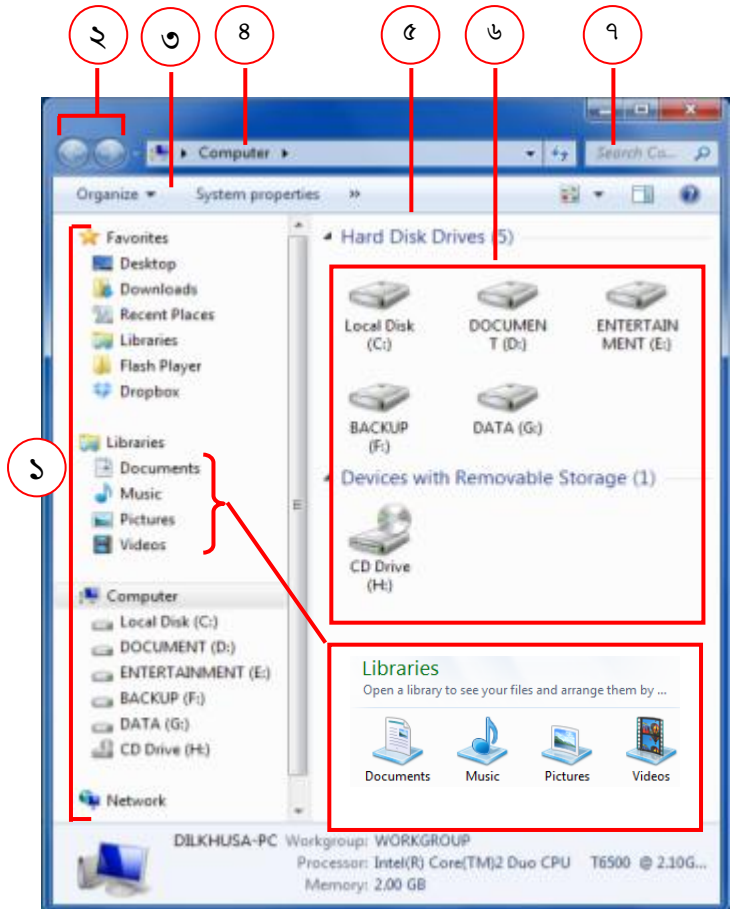 ২ ৩ ৪ ৫ ৬ ৭
Computer
Search Co...
Organize System properties »
Favorites
Desktop
Downloads
Recent Places
Libraries
Flash Player
Dropbox
১
Libraries
Documents
Music
Pictures
Videos
Computer
Local Disk (C:)
DOCUMENT (D:)
ENTERTAINMENT (E:)
BACKUP (F:)
DATA (G:)
CD Drive (H:)
Network
Hard Disk Drives (5)
Local Disk
(C:)
DOCUMEN
T (D:)
ENTERTAIN
MENT (E:)
BACKUP
(F:)
DATA (G:)
Devices with Removable Storage (1)
CD Drive
(H:)
Libraries
Open a library to see your files and arrange them by ...
Documents Music Pictures Videos
DILKHUSA-PC Workgroup: WORKGROUP
Processor: Intel(R) Core(TM)2 Duo CPU T6500 @ 2.10G...
Memory: 2.00 GB